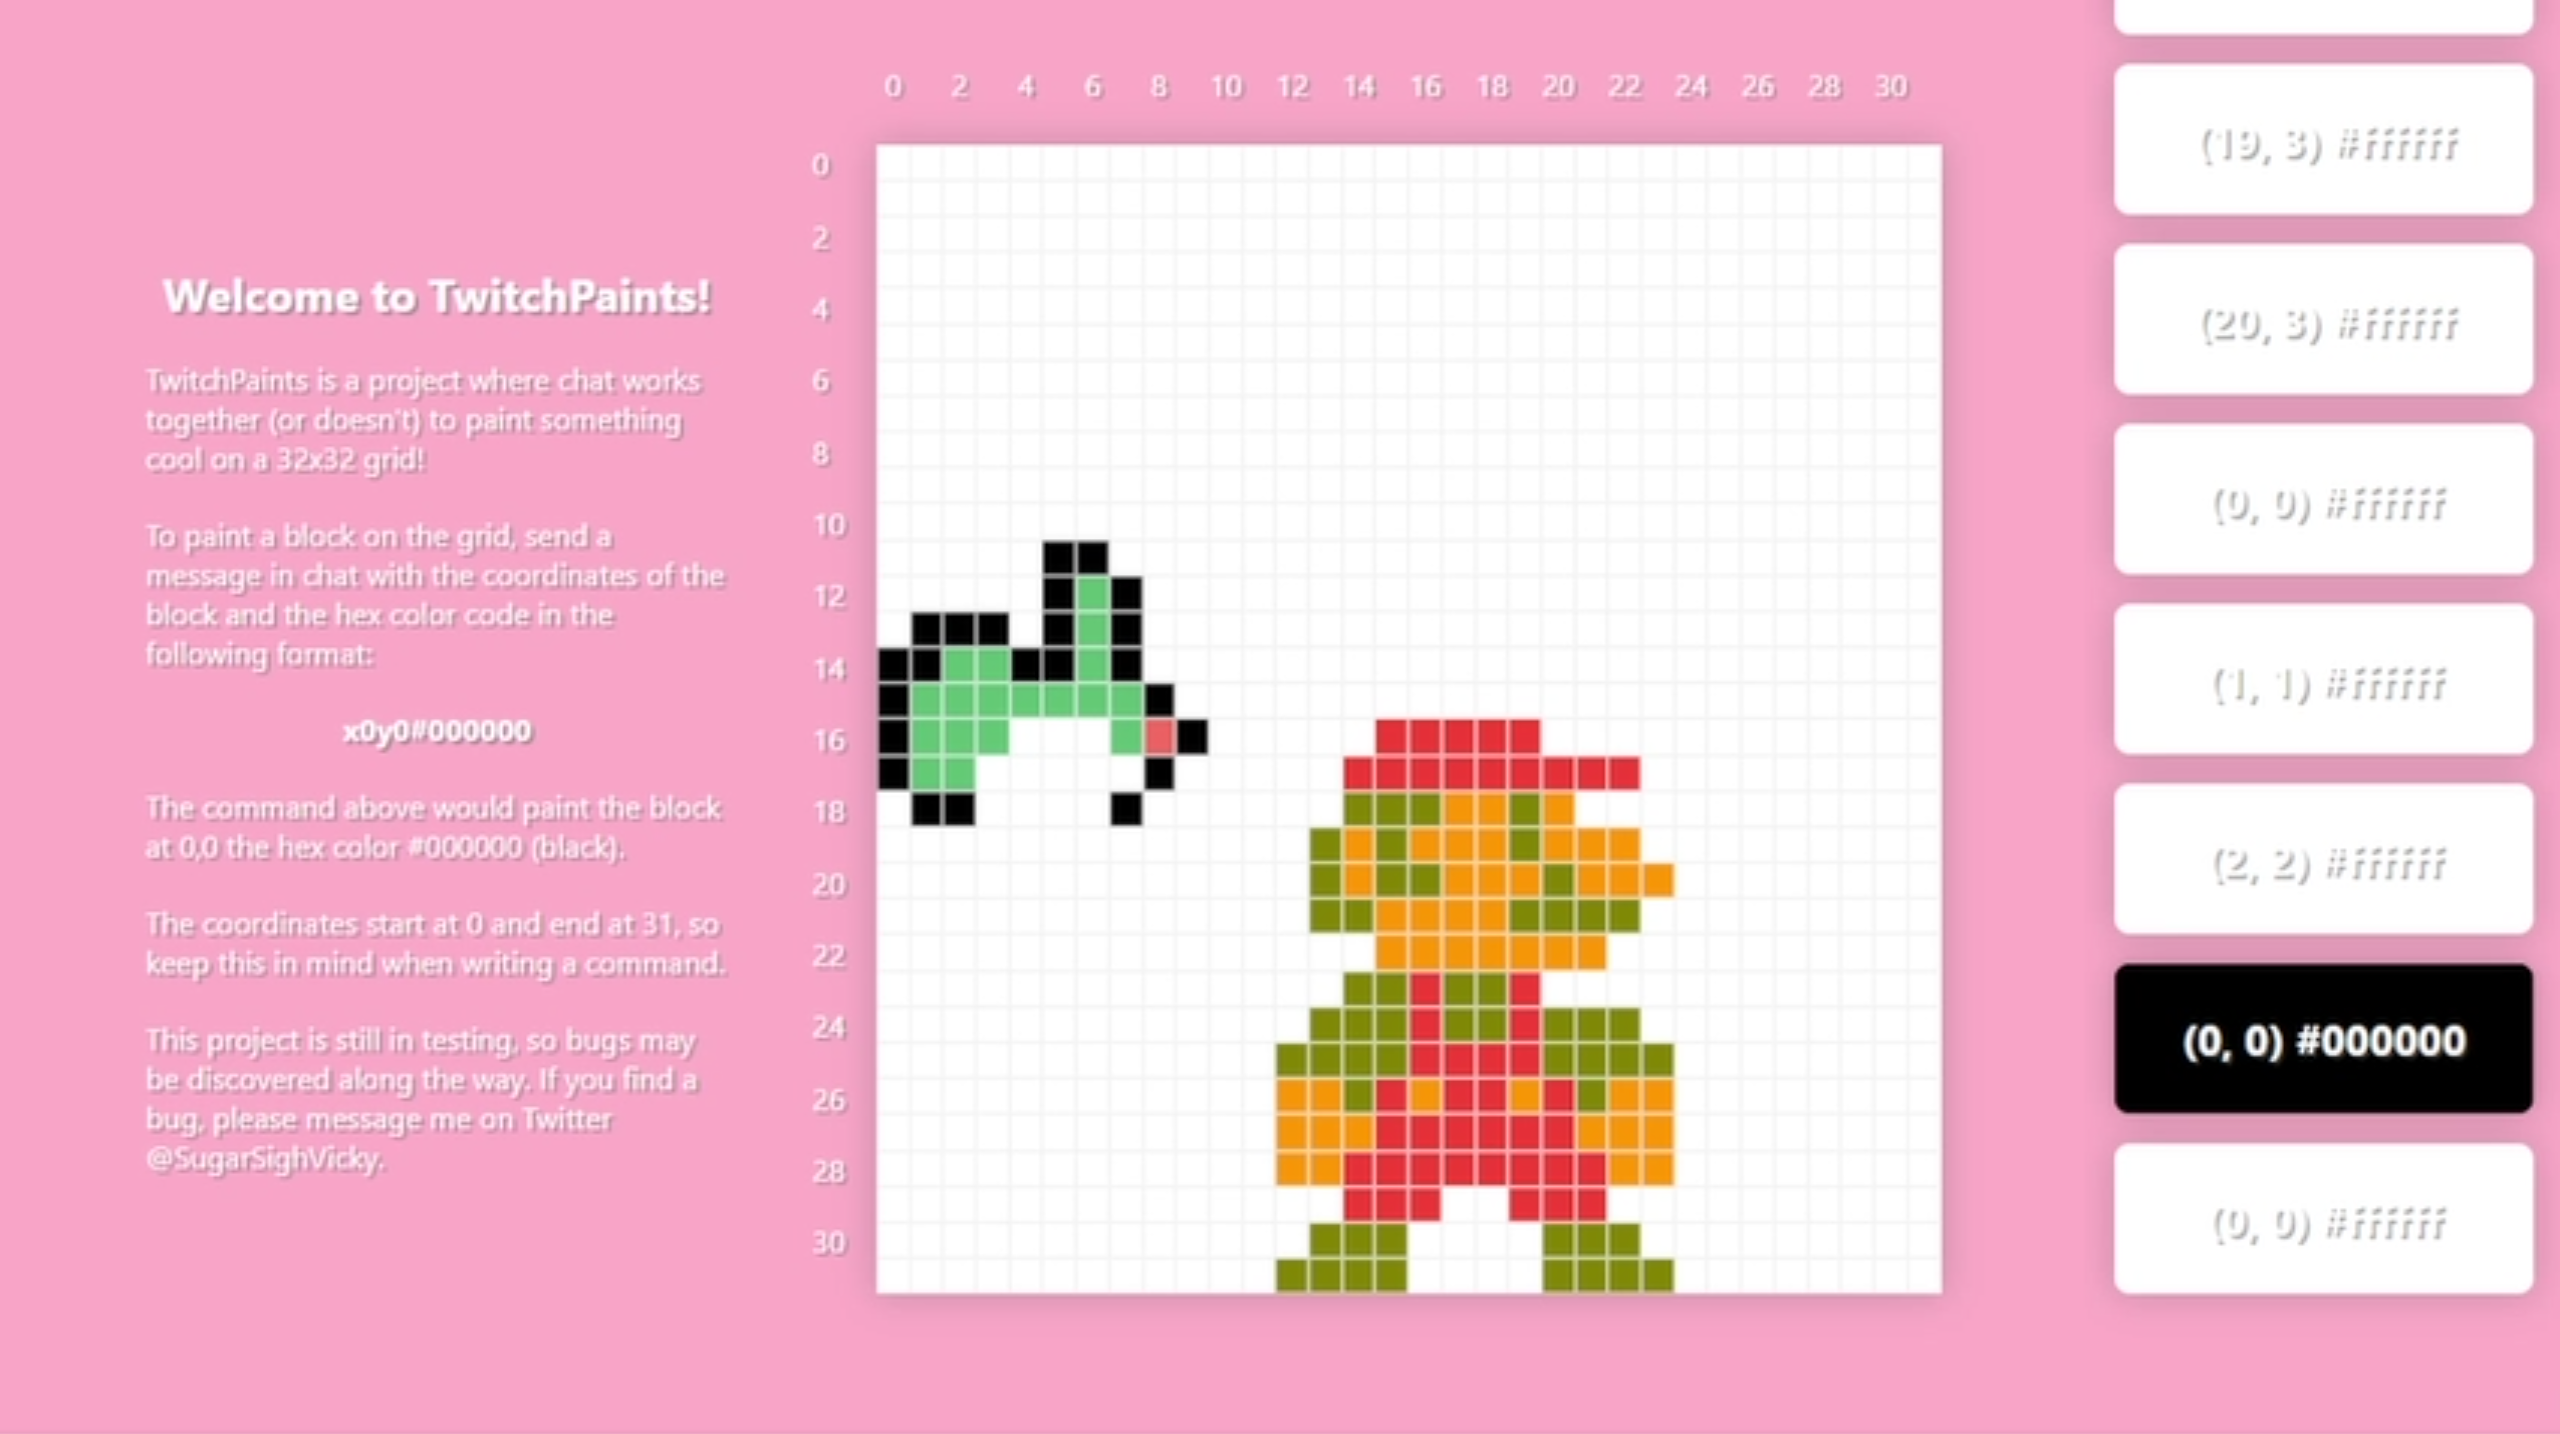 Welcome to TwitchPaints!
TwitchPaints is a project where chat works
together (or doesn't) to paint something
cool on a 32x32 grid!
To paint a block on the grid, send a
message in chat with the coordinates of the
block and the hex color code in the
following format:
x0y0#000000
The command above would paint the block
at 0,0 the hex color #000000 (black).
The coordinates start at 0 and end at 31, so
keep this in mind when writing a command.
This project is still in testing, so bugs may
be discovered along the way. If you find a
bug, please message me on Twitter
@SugarSighVicky.
0 2 4 6 8 10 12 14 16 18 20 22 24 26 28 30
0
2
4
6
8
10
12
14
16
18
20
22
24
26
28
30
(19, 3) #ffffff
(20, 3) #ffffff
(0, 0) #ffffff
(1, 1) #ffffff
(2, 2) #ffffff
(0, 0) #000000
(0, 0) #ffffff